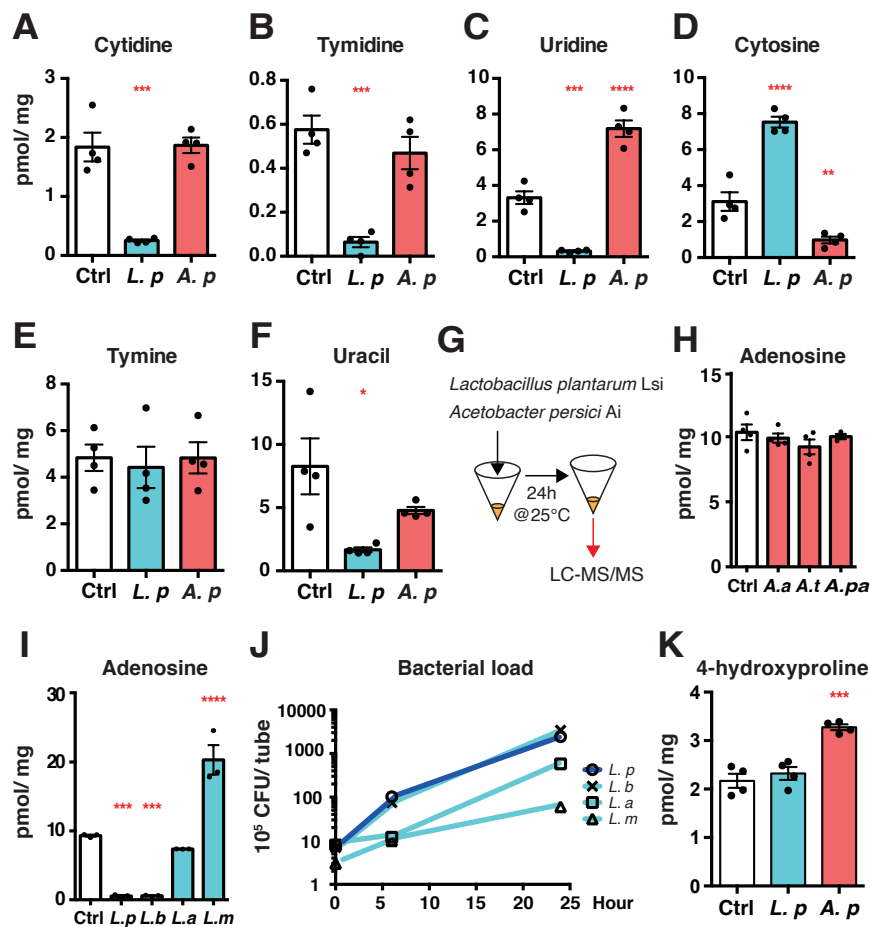 A
Cytidine
***
pmol/ mg
3
2
1
0
Ctrl
L. p
A. p
B
Tymidine
***
0.8
0.6
0.4
0.2
0.0
Ctrl
L. p
A. p
C
Uridine
*** ****
10
8
6
4
2
0
Ctrl
L. p
A. p
D
Cytosine
****
**
10
8
6
4
2
0
Ctrl
L. p
A. p
E
Tymine
pmol/ mg
8
6
4
2
0
Ctrl
L. p
A. p
F
Uracil
*
15
10
5
0
Ctrl
L. p
A. p
G
Lactobacillus plantarum Lsi
Acetobacter persici Ai
24h
@25°C
LC-MS/MS
H
Adenosine
pmol/ mg
15
10
5
0
Ctrl A.a A.t A.pa
I
Adenosine
****
*** ***
pmol/ mg
30
20
10
0
Ctrl L.p L.b L.a L.m
J
Bacterial load
10⁵ CFU/ tube
10000
1000
100
10
1
0 5 10 15 20 25 Hour
L. p
L. b
L. a
L. m
K
4-hydroxyproline
***
pmol/ mg
4
3
2
1
0
Ctrl
L. p
A. p